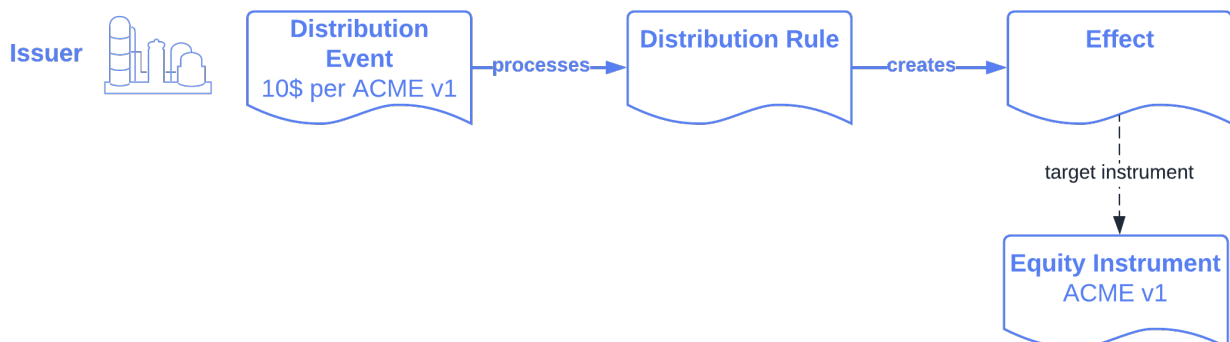 Issuer
Distribution
Event
10$ per ACME v1
processes
Distribution Rule
creates
Effect
target instrument
Equity Instrument
ACME v1